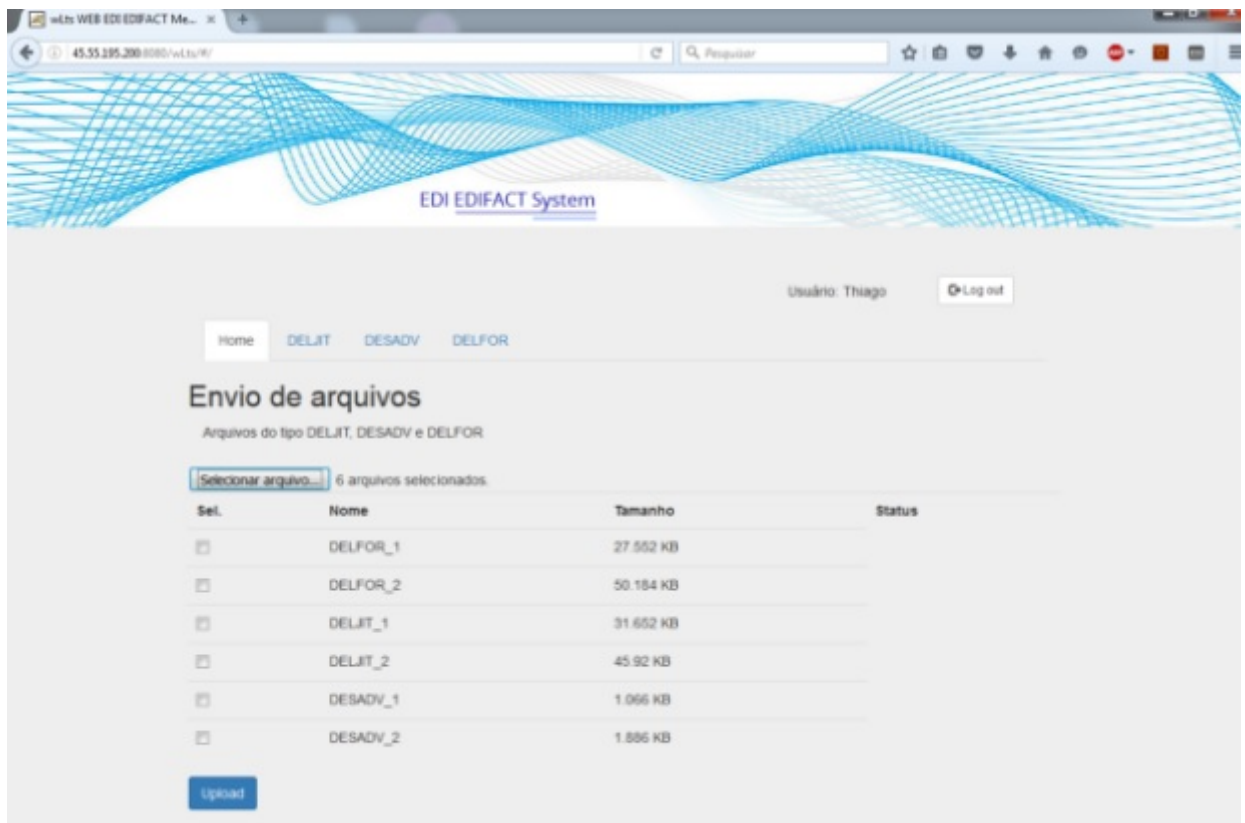 wLts WEB EDI EDIFACT Me...
45.55.195.200:8080/wLts/#/
Pesquisar
EDI EDIFACT System
Usuário: Thiago
Log out
Home DELJIT DESADV DELFOR
Envio de arquivos
Arquivos do tipo DELJIT, DESADV e DELFOR
Selecionar arquivo... 6 arquivos selecionados.
Sel. Nome Tamanho Status
DELFOR_1 27.552 KB
DELFOR_2 50.184 KB
DELJIT_1 31.652 KB
DELJIT_2 45.92 KB
DESADV_1 1.066 KB
DESADV_2 1.886 KB
Upload